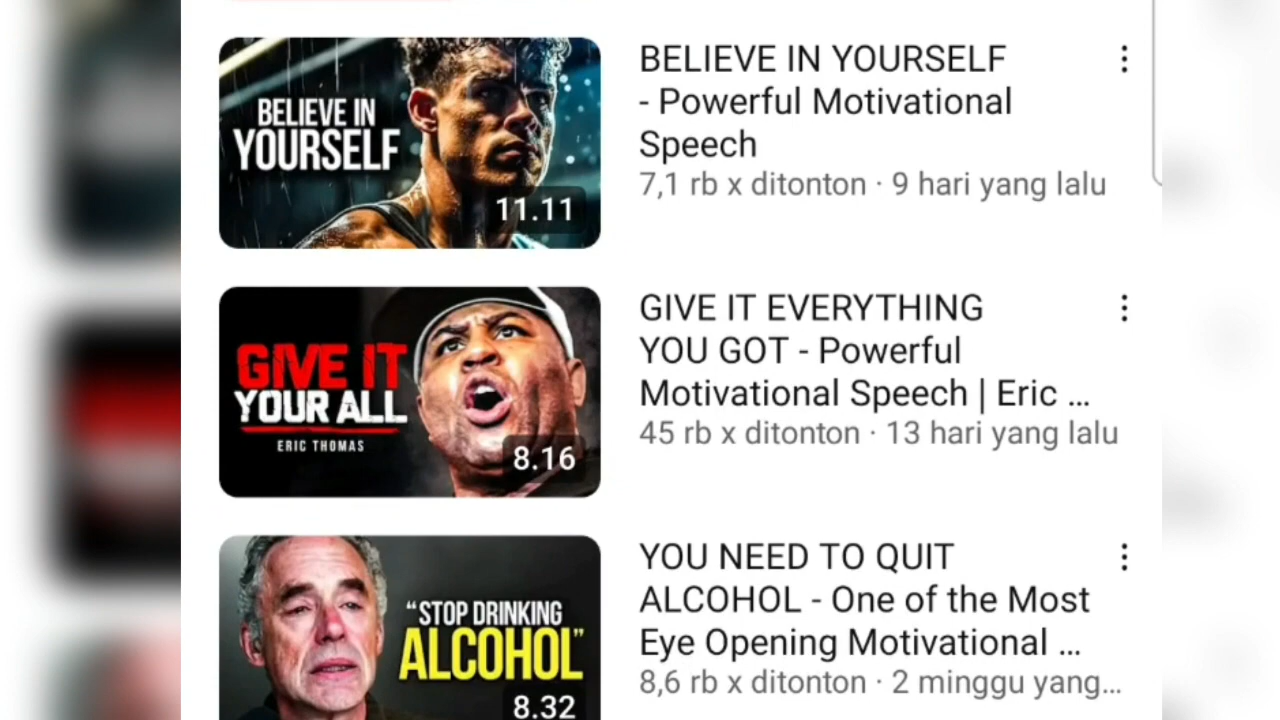 BELIEVE IN
YOURSELF
11.11
BELIEVE IN YOURSELF
- Powerful Motivational
Speech
7,1 rb x ditonton · 9 hari yang lalu
GIVE IT
YOUR ALL
ERIC THOMAS
8.16
GIVE IT EVERYTHING
YOU GOT - Powerful
Motivational Speech | Eric ...
45 rb x ditonton · 13 hari yang lalu
“STOP DRINKING
ALCOHOL”
8.32
YOU NEED TO QUIT
ALCOHOL - One of the Most
Eye Opening Motivational ...
8,6 rb x ditonton · 2 minggu yang...